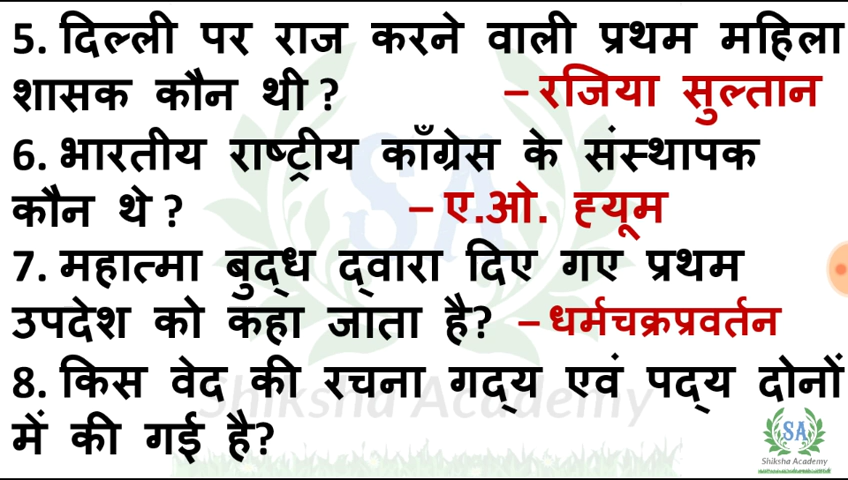 5. दिल्ली पर राज करने वाली प्रथम महिला
शासक कौन थी ? – रजिया सुल्तान
6. भारतीय राष्ट्रीय काँग्रेस के संस्थापक
कौन थे ? – ए.ओ. ह्यूम
7. महात्मा बुद्ध द्वारा दिए गए प्रथम
उपदेश को कहा जाता है? – धर्मचक्रप्रवर्तन
8. किस वेद की रचना गद्य एवं पद्य दोनों
में की गई है?
SA
Shiksha Academy
SA
Shiksha Academy